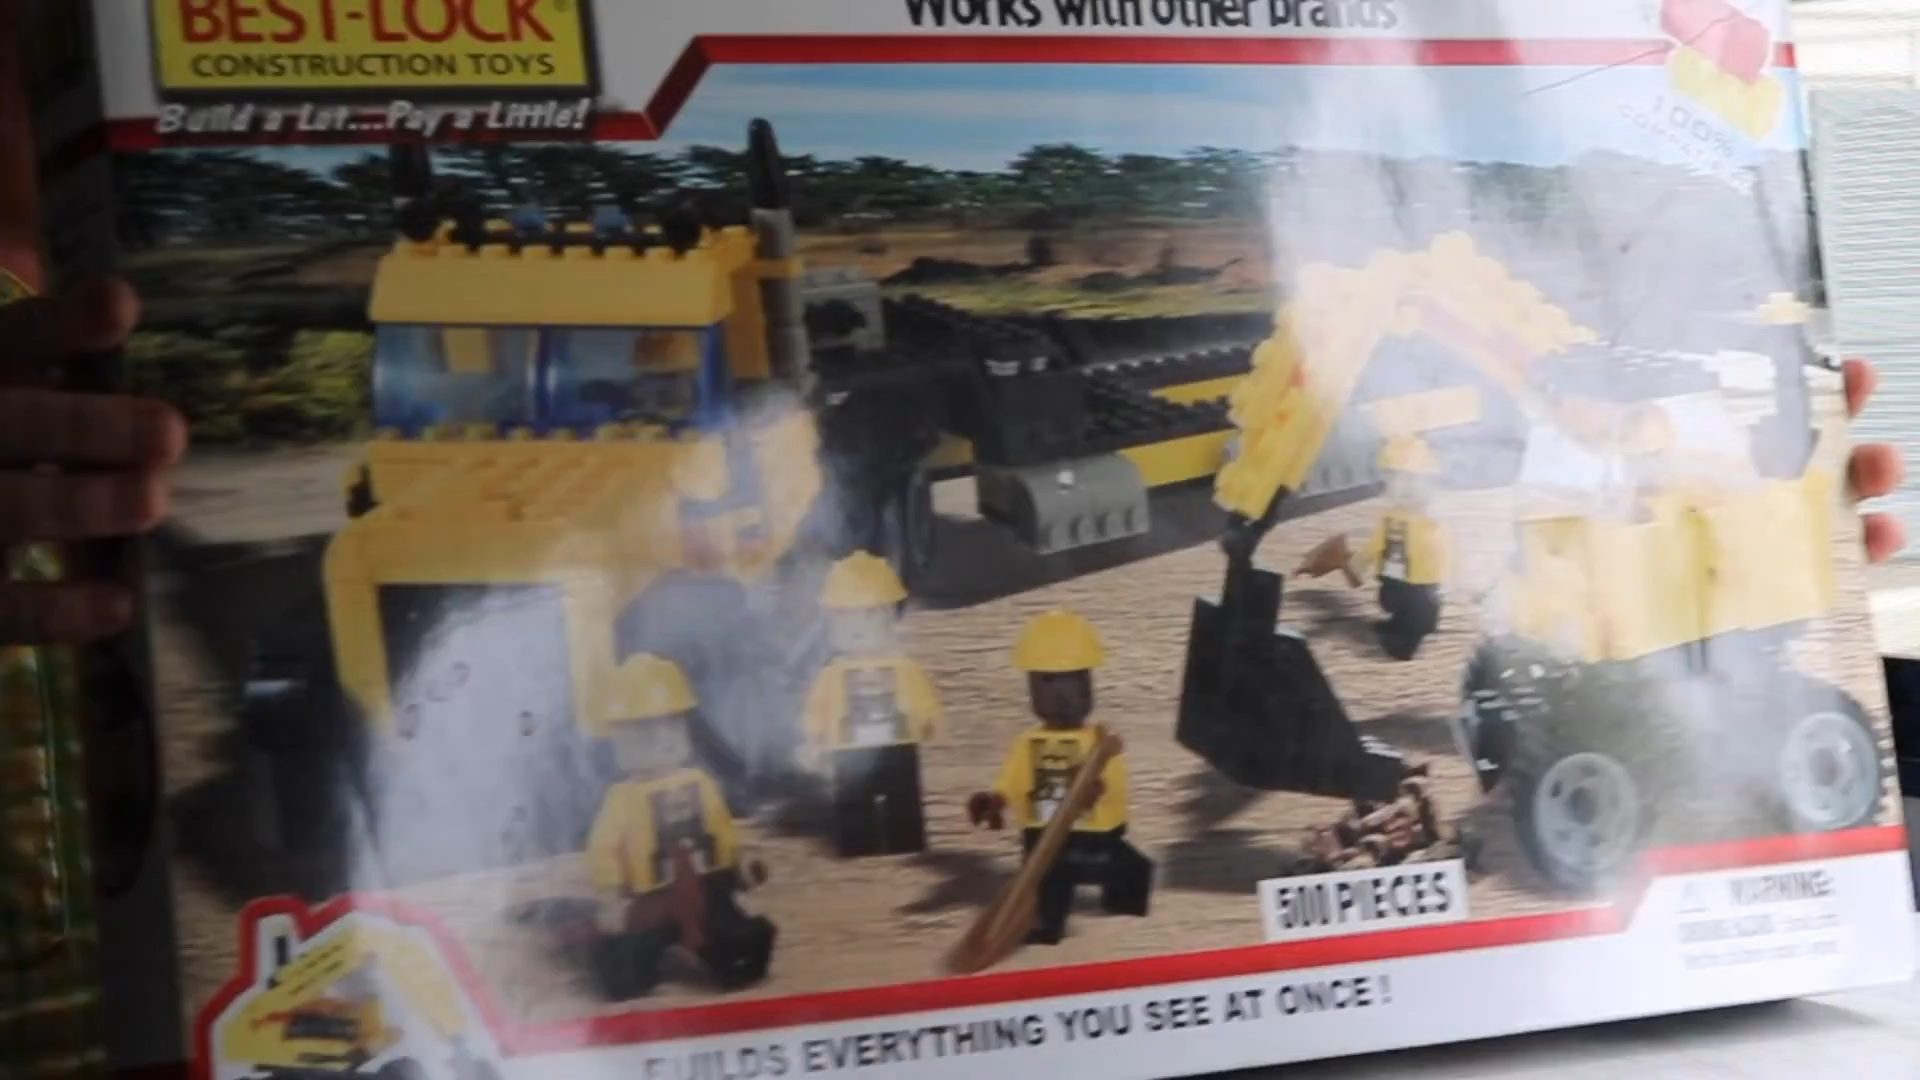 BEST-LOCK®
CONSTRUCTION TOYS
Build a Lot...Pay a Little!
Works with other brands
100%
500 PIECES
WARNING:
BUILDS EVERYTHING YOU SEE AT ONCE!